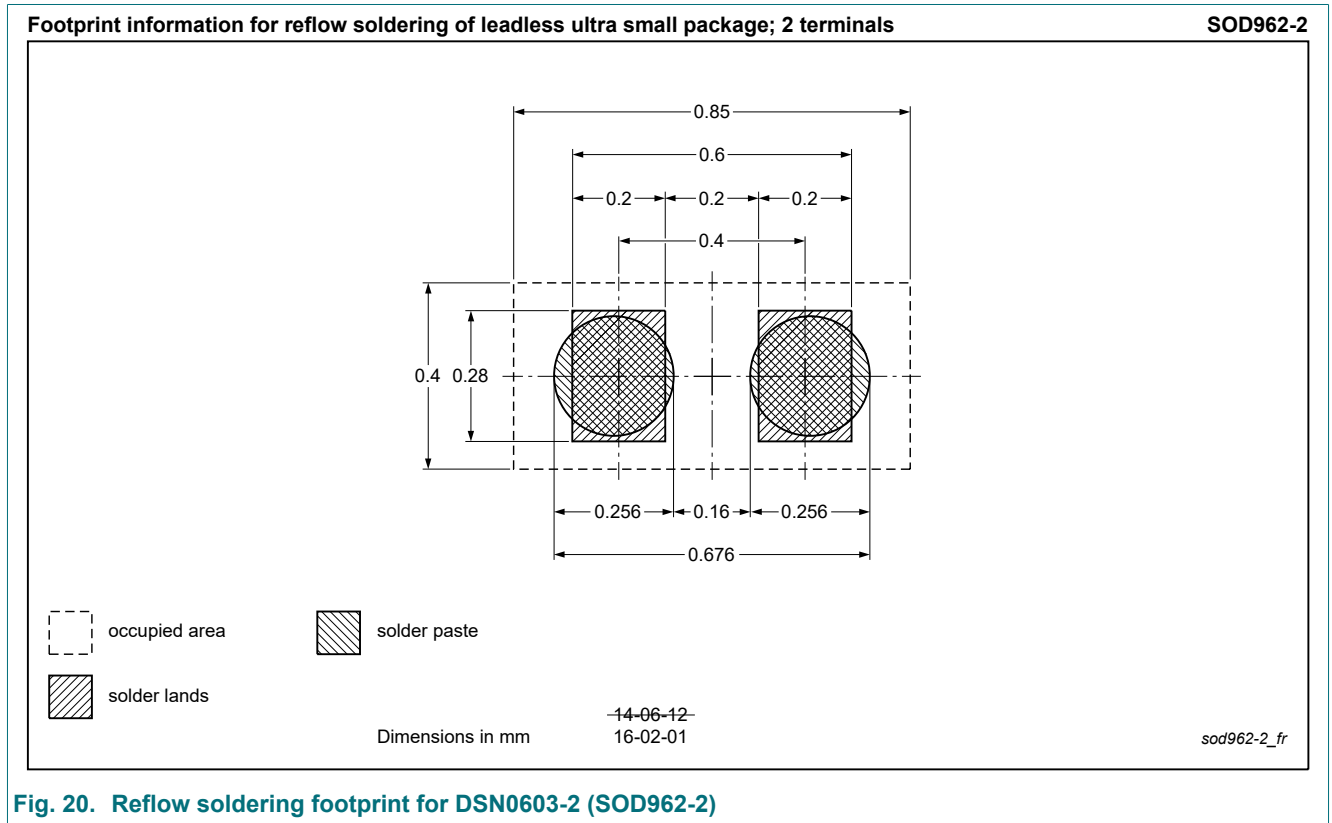 Footprint information for reflow soldering of leadless ultra small package; 2 terminals SOD962-2
0.85
0.6
0.2 0.2 0.2
0.4
0.4 0.28
0.256 0.16 0.256
0.676
occupied area solder paste
solder lands
14-06-12
Dimensions in mm 16-02-01 sod962-2_fr
Fig. 20. Reflow soldering footprint for DSN0603-2 (SOD962-2)